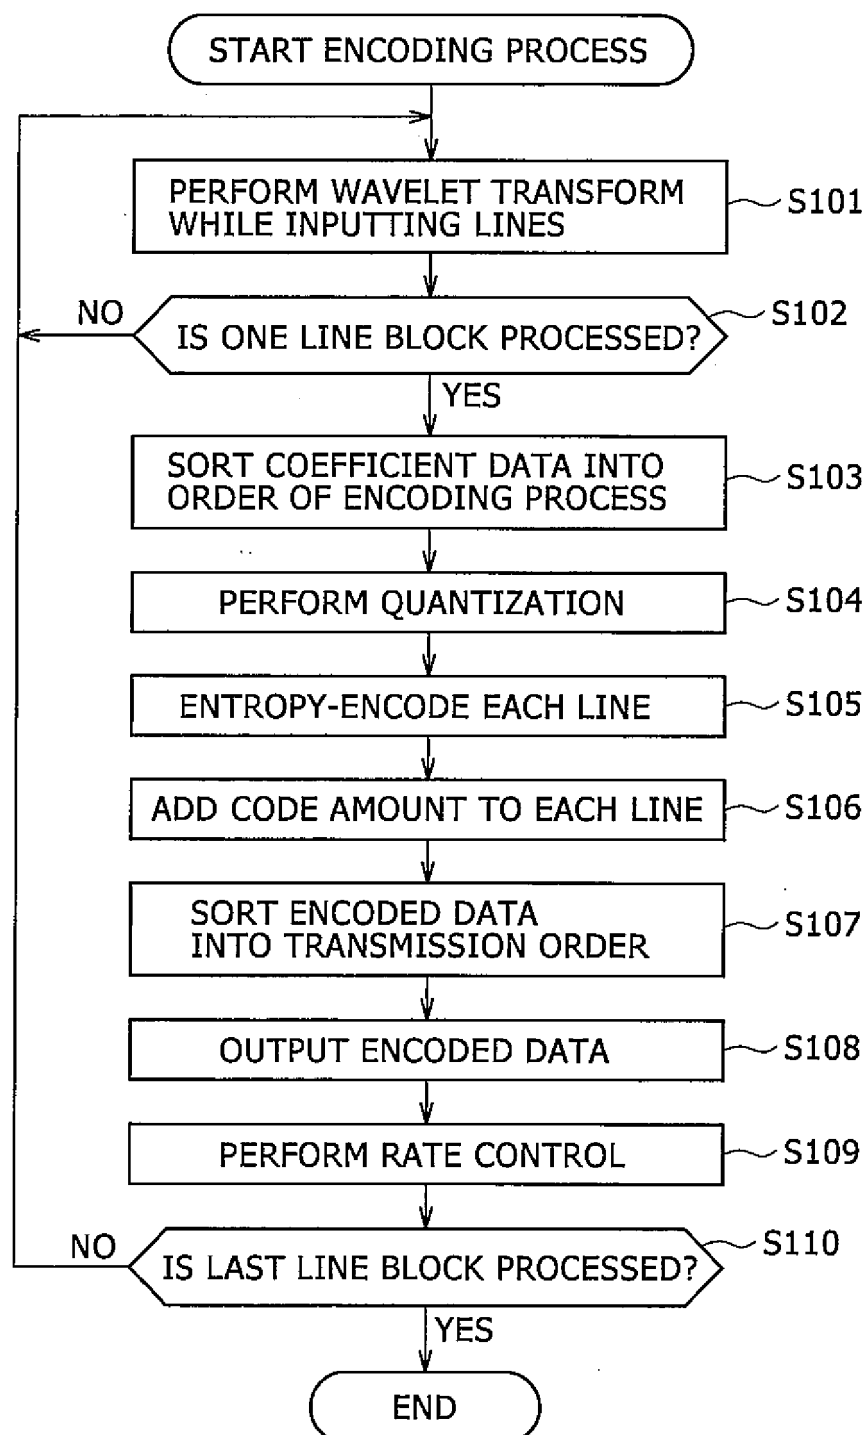 START ENCODING PROCESS
PERFORM WAVELET TRANSFORM
WHILE INPUTTING LINES
S101
NO
IS ONE LINE BLOCK PROCESSED?
S102
YES
SORT COEFFICIENT DATA INTO
ORDER OF ENCODING PROCESS
S103
PERFORM QUANTIZATION
S104
ENTROPY-ENCODE EACH LINE
S105
ADD CODE AMOUNT TO EACH LINE
S106
SORT ENCODED DATA
INTO TRANSMISSION ORDER
S107
OUTPUT ENCODED DATA
S108
PERFORM RATE CONTROL
S109
NO
IS LAST LINE BLOCK PROCESSED?
S110
YES
END